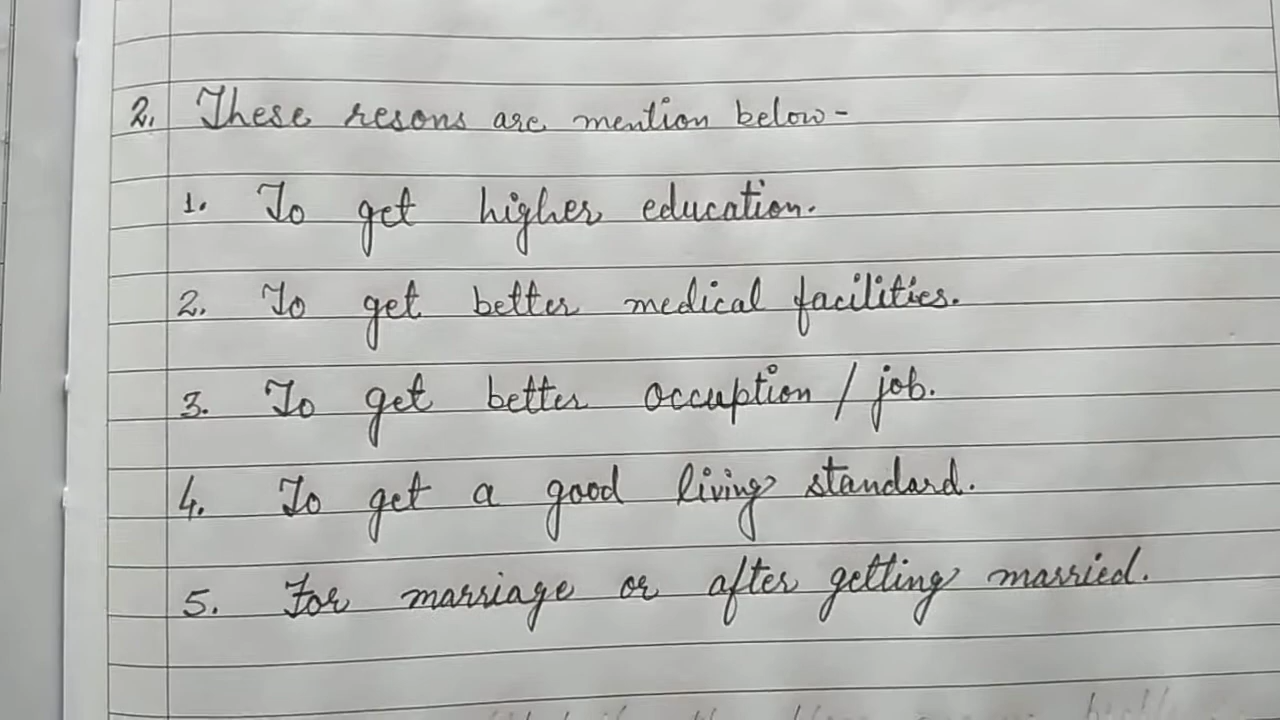 2. These resons are mention below-
1. To get higher education.
2. To get better medical facilities.
3. To get better occuption / job.
4. To get a good living standard.
5. For marriage or after getting married.